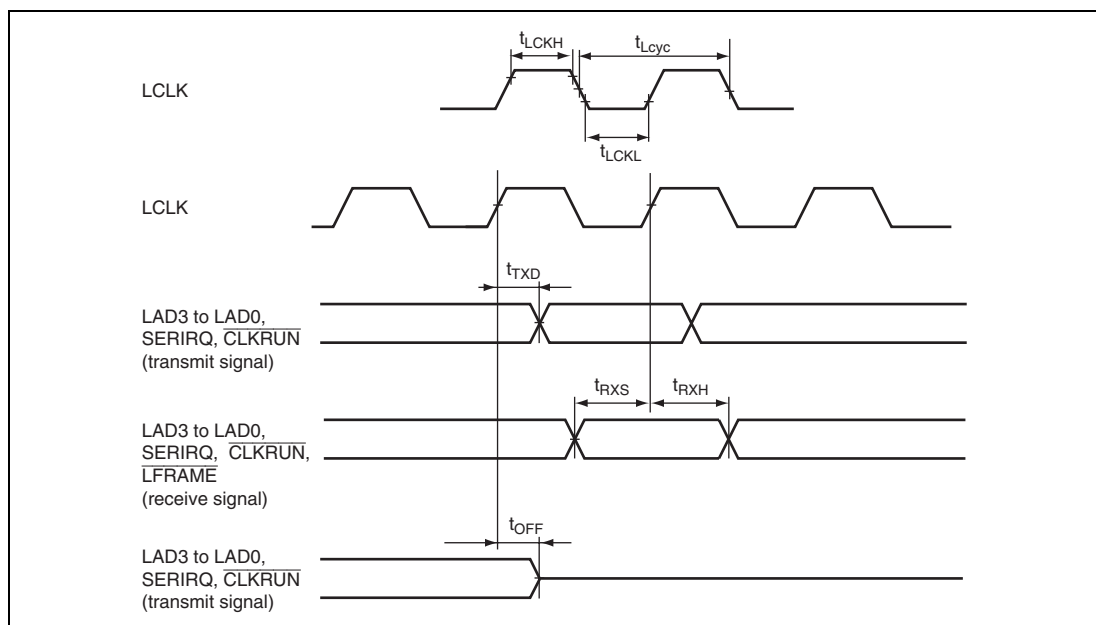 tLCKH
tLcyc
LCLK
tLCKL
LCLK
tTXD
LAD3 to LAD0,
SERIRQ, CLKRUN
(transmit signal)
tRXS
tRXH
LAD3 to LAD0,
SERIRQ, CLKRUN,
LFRAME
(receive signal)
tOFF
LAD3 to LAD0,
SERIRQ, CLKRUN
(transmit signal)